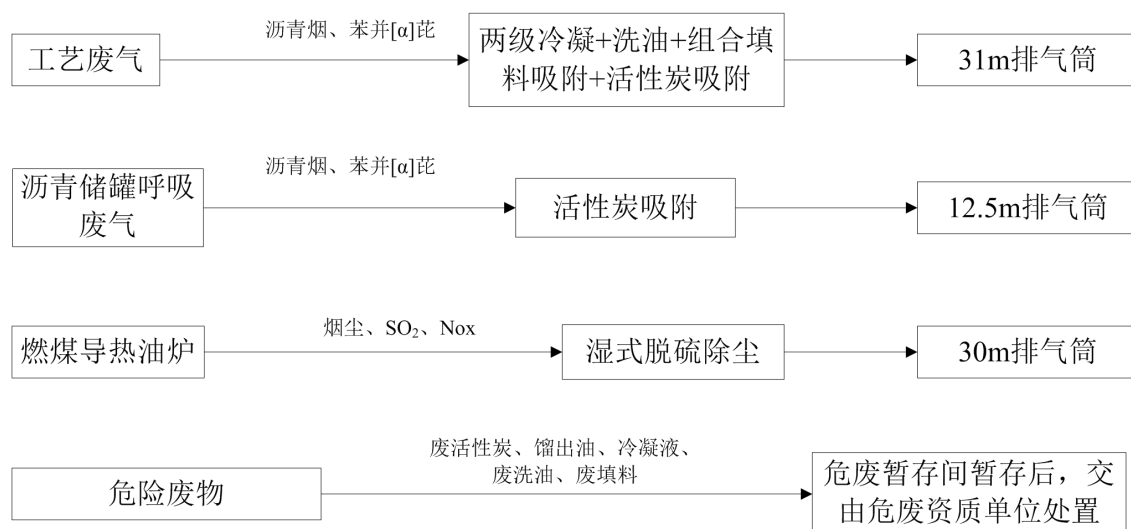 沥青烟、苯并[α]芘
工艺废气
两级冷凝+洗油+组合填
料吸附+活性炭吸附
31m排气筒
沥青烟、苯并[α]芘
沥青储罐呼吸
废气
活性炭吸附
12.5m排气筒
烟尘、SO₂、Nox
燃煤导热油炉
湿式脱硫除尘
30m排气筒
废活性炭、馏出油、冷凝液、
废洗油、废填料
危险废物
危废暂存间暂存后，交
由危废资质单位处置